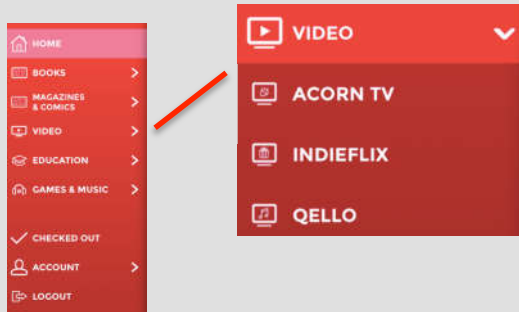 HOME
BOOKS
MAGAZINES
& COMICS
VIDEO
EDUCATION
GAMES & MUSIC
CHECKED OUT
ACCOUNT
LOGOUT
VIDEO
ACORN TV
INDIEFLIX
QELLO